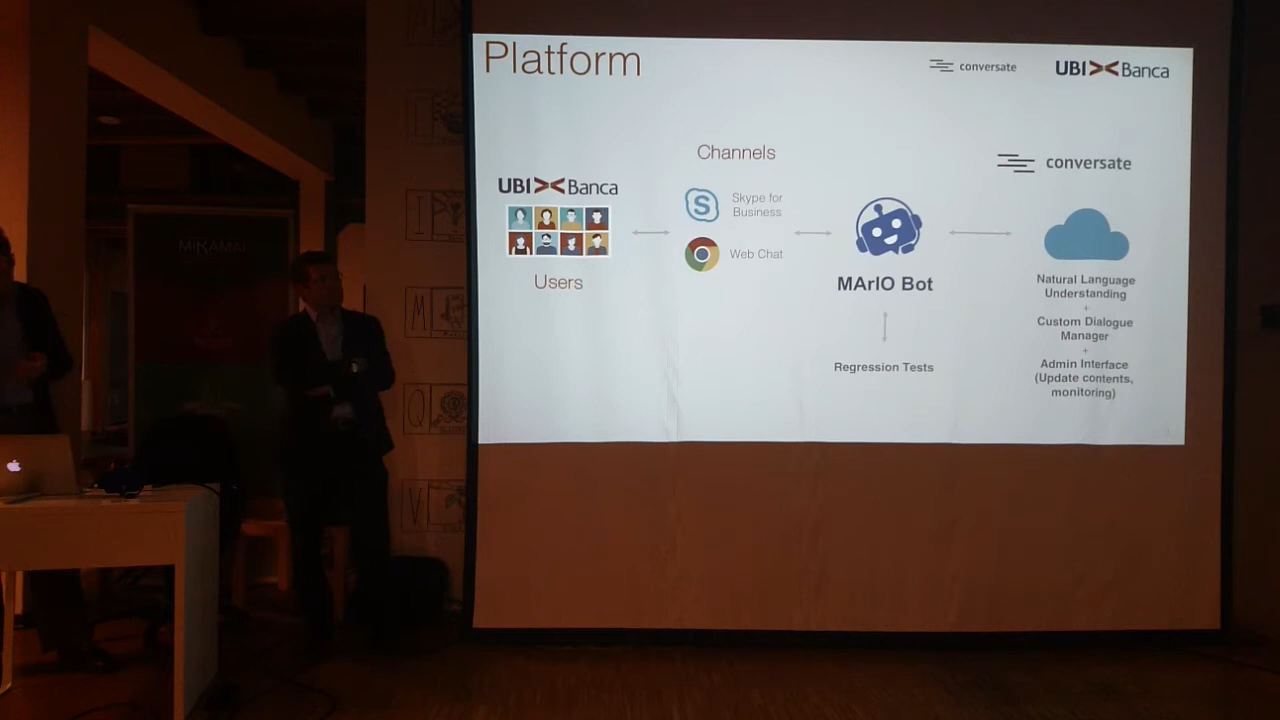 Platform
conversate
UBI Banca
Channels
conversate
UBI Banca
Skype for
Business
Web Chat
Users
MArIO Bot
Natural Language
Understanding
+
Custom Dialogue
Manager
+
Admin Interface
(Update contents,
monitoring)
Regression Tests
MIKAMAI
I
M
Q
V